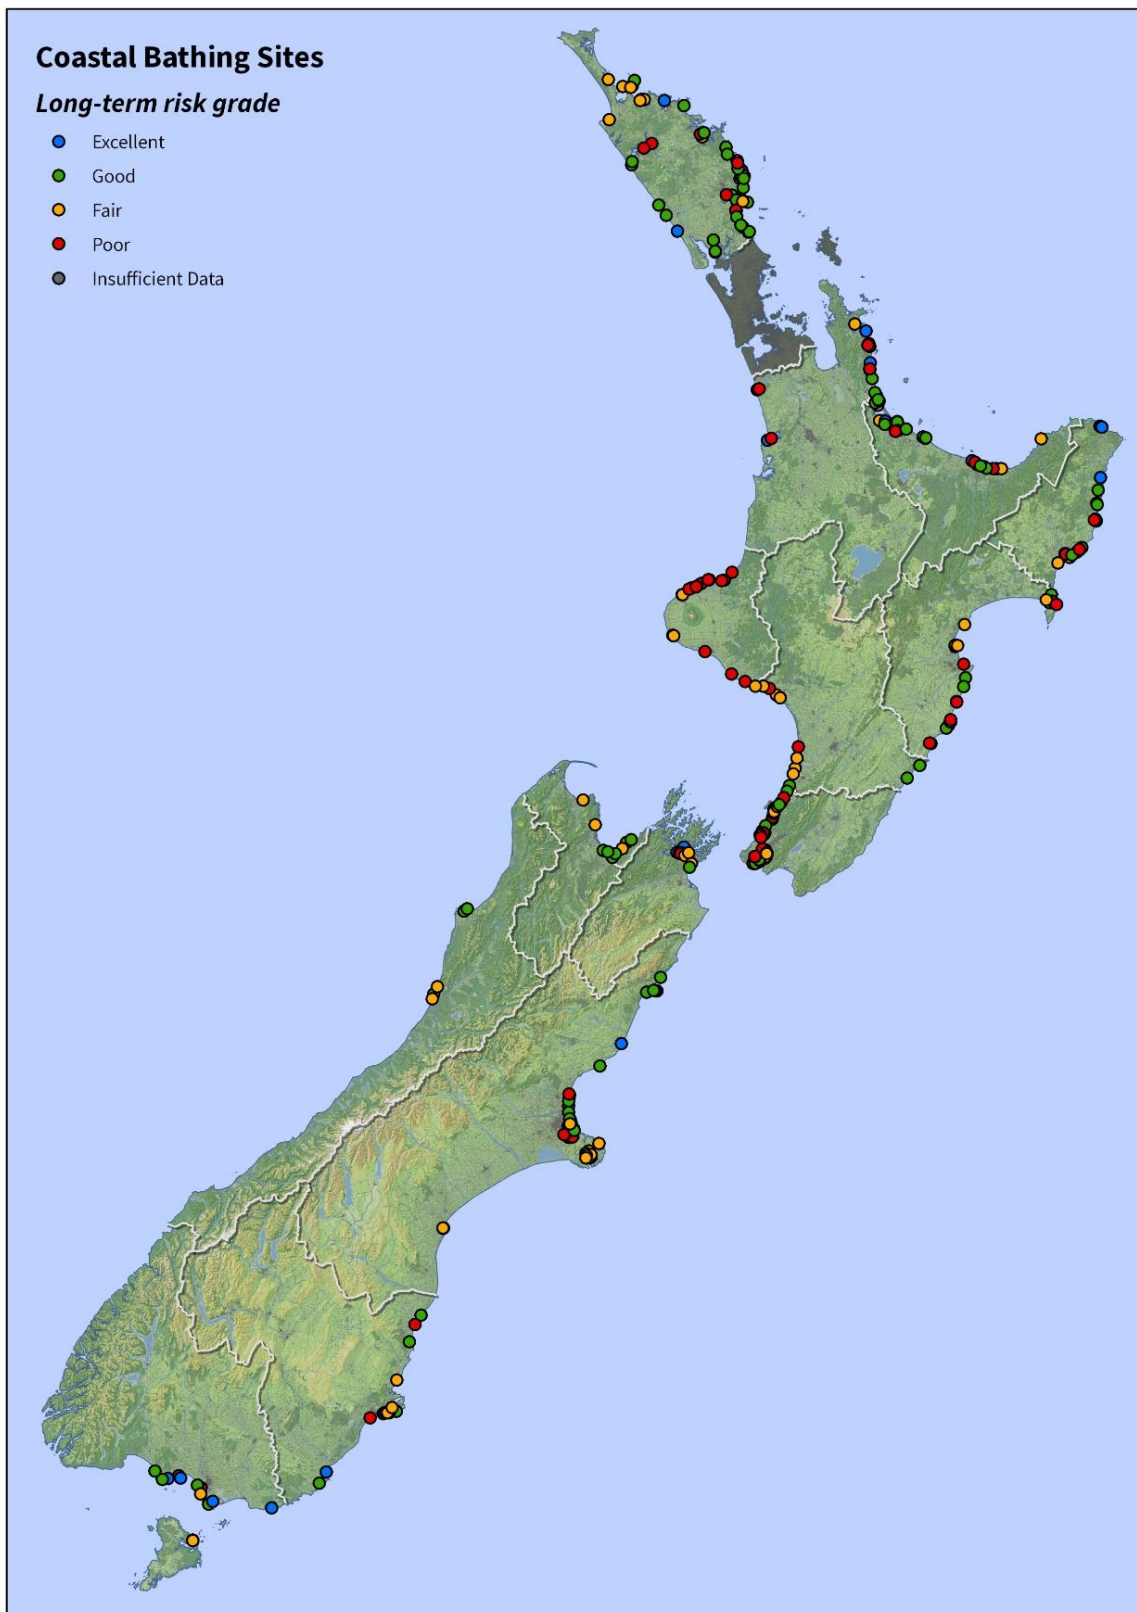 Coastal Bathing Sites
Long-term risk grade
Excellent
Good
Fair
Poor
Insufficient Data